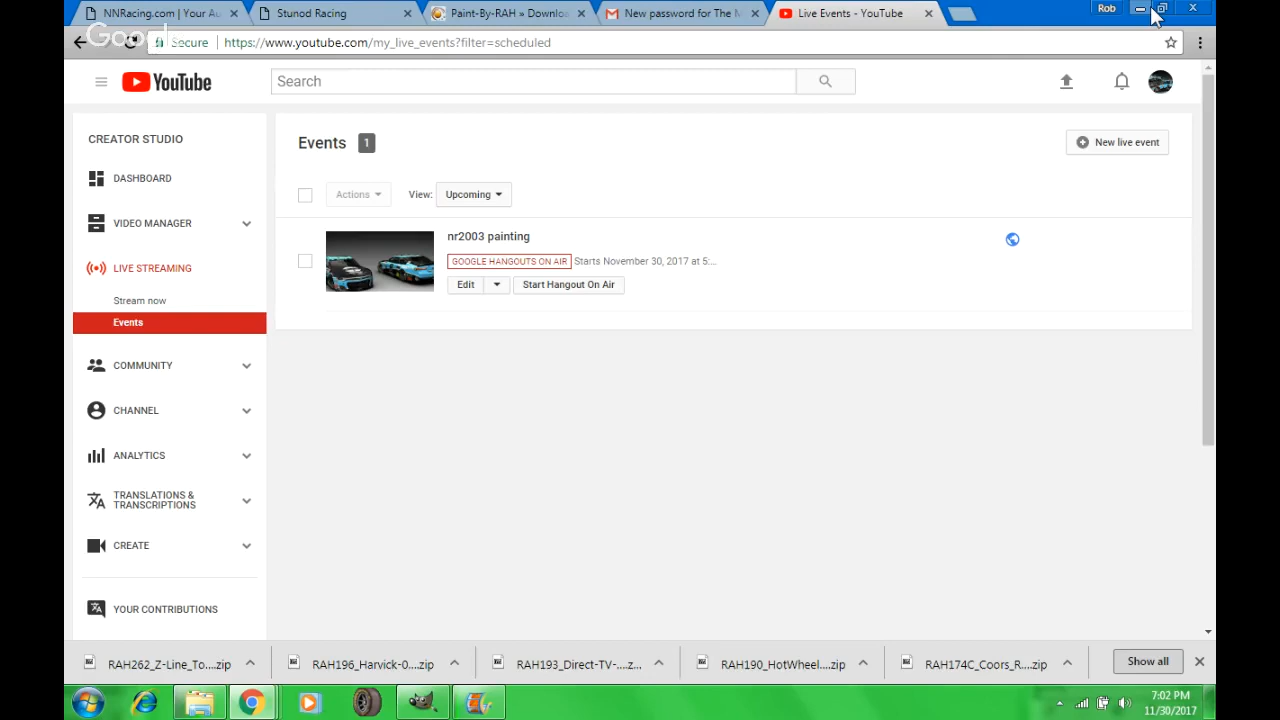 NNRacing.com | Your Au
Stunod Racing
Paint-By-RAH » Downloa
New password for The M
Live Events - YouTube
Rob
Google
Secure
https://www.youtube.com/my_live_events?filter=scheduled
YouTube
Search
CREATOR STUDIO
DASHBOARD
VIDEO MANAGER
LIVE STREAMING
Stream now
Events
COMMUNITY
CHANNEL
ANALYTICS
TRANSLATIONS &
TRANSCRIPTIONS
CREATE
YOUR CONTRIBUTIONS
Events 1
New live event
Actions View: Upcoming
nr2003 painting
GOOGLE HANGOUTS ON AIR Starts November 30, 2017 at 5:...
Edit Start Hangout On Air
RAH262_Z-Line_To....zip
RAH196_Harvick-0....zip
RAH193_Direct-TV-....z...
RAH190_HotWheel....zip
RAH174C_Coors_R....zip
Show all
7:02 PM
11/30/2017